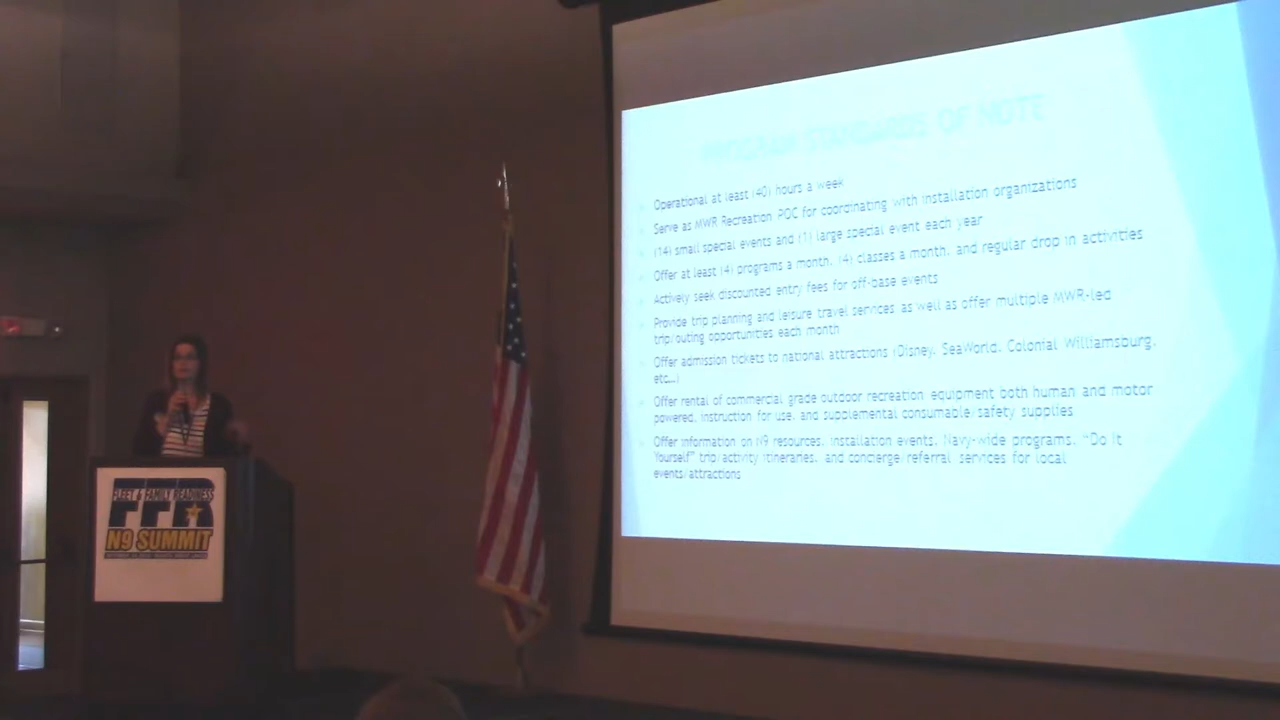 PROGRAM STANDARDS OF NOTE
Operational at least (40) hours a week
Serve as MWR Recreation POC for coordinating with installation organizations
(14) small special events and (1) large special event each year
Offer at least (4) programs a month, (4) classes a month, and regular drop in activities
Actively seek discounted entry fees for off-base events
Provide trip planning and leisure travel services as well as offer multiple MWR-led
trip/outing opportunities each month
Offer admission tickets to national attractions (Disney, SeaWorld, Colonial Williamsburg,
etc…)
Offer rental of commercial grade outdoor recreation equipment both human and motor
powered, instruction for use, and supplemental consumable/safety supplies
Offer information on N9 resources, installation events, Navy-wide programs, "Do It
Yourself" trip/activity itineraries, and concierge/referral services for local
events/attractions
FLEET & FAMILY READINESS
FFR
N9 SUMMIT